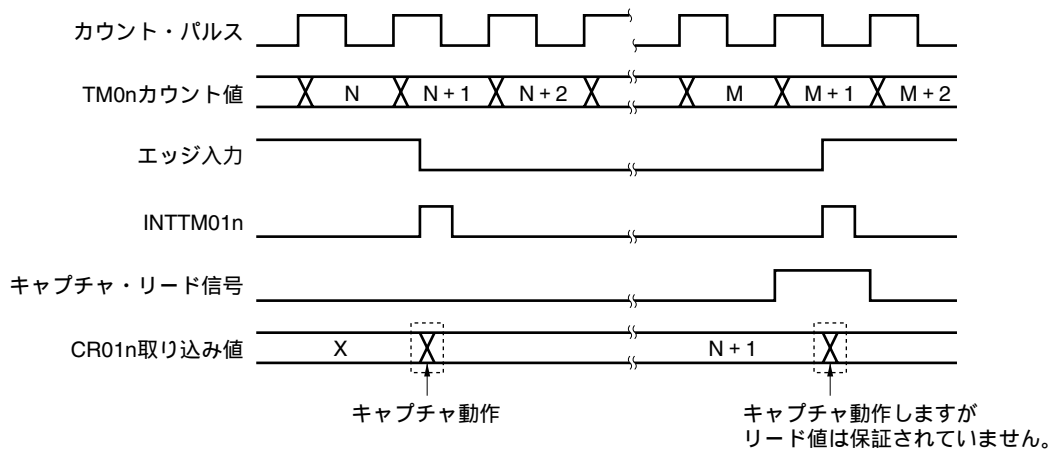 カウント・パルス
TM0nカウント値 N N + 1 N + 2 M M + 1 M + 2
エッジ入力
INTTM01n
キャプチャ・リード信号
CR01n取り込み値 X N + 1
キャプチャ動作
キャプチャ動作しますが
リード値は保証されていません。